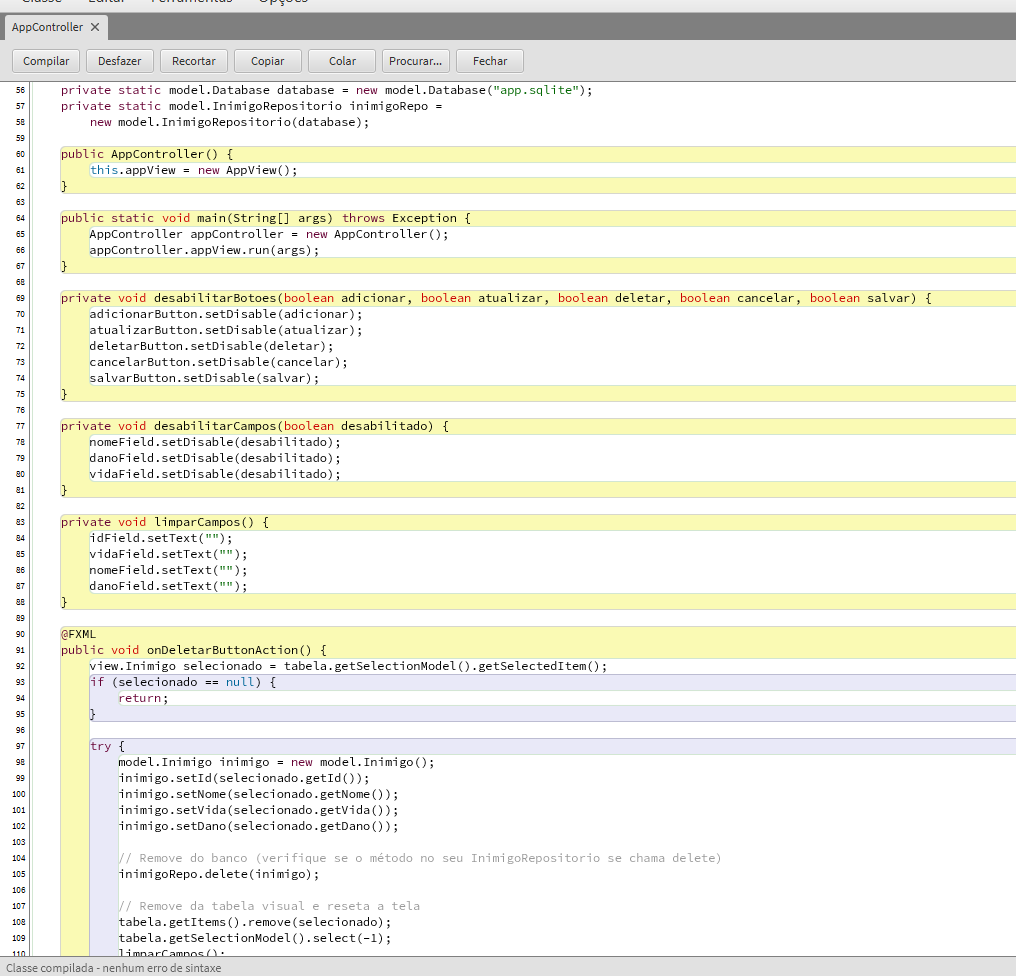 Classe Editar Ferramentas Opções
AppController ✕
Compilar Desfazer Recortar Copiar Colar Procurar... Fechar
56 private static model.Database database = new model.Database("app.sqlite");
57 private static model.InimigoRepositorio inimigoRepo =
58 new model.InimigoRepositorio(database);
59
60 public AppController() {
61 this.appView = new AppView();
62 }
63
64 public static void main(String[] args) throws Exception {
65 AppController appController = new AppController();
66 appController.appView.run(args);
67 }
68
69 private void desabilitarBotoes(boolean adicionar, boolean atualizar, boolean deletar, boolean cancelar, boolean salvar) {
70 adicionarButton.setDisable(adicionar);
71 atualizarButton.setDisable(atualizar);
72 deletarButton.setDisable(deletar);
73 cancelarButton.setDisable(cancelar);
74 salvarButton.setDisable(salvar);
75 }
76
77 private void desabilitarCampos(boolean desabilitado) {
78 nomeField.setDisable(desabilitado);
79 danoField.setDisable(desabilitado);
80 vidaField.setDisable(desabilitado);
81 }
82
83 private void limparCampos() {
84 idField.setText("");
85 vidaField.setText("");
86 nomeField.setText("");
87 danoField.setText("");
88 }
89
90 @FXML
91 public void onDeletarButtonAction() {
92 view.Inimigo selecionado = tabela.getSelectionModel().getSelectedItem();
93 if (selecionado == null) {
94 return;
95 }
96
97 try {
98 model.Inimigo inimigo = new model.Inimigo();
99 inimigo.setId(selecionado.getId());
100 inimigo.setNome(selecionado.getNome());
101 inimigo.setVida(selecionado.getVida());
102 inimigo.setDano(selecionado.getDano());
103
104 // Remove do banco (verifique se o método no seu InimigoRepositorio se chama delete)
105 inimigoRepo.delete(inimigo);
106
107 // Remove da tabela visual e reseta a tela
108 tabela.getItems().remove(selecionado);
109 tabela.getSelectionModel().select(-1);
110 limparCampos();
Classe compilada - nenhum erro de sintaxe